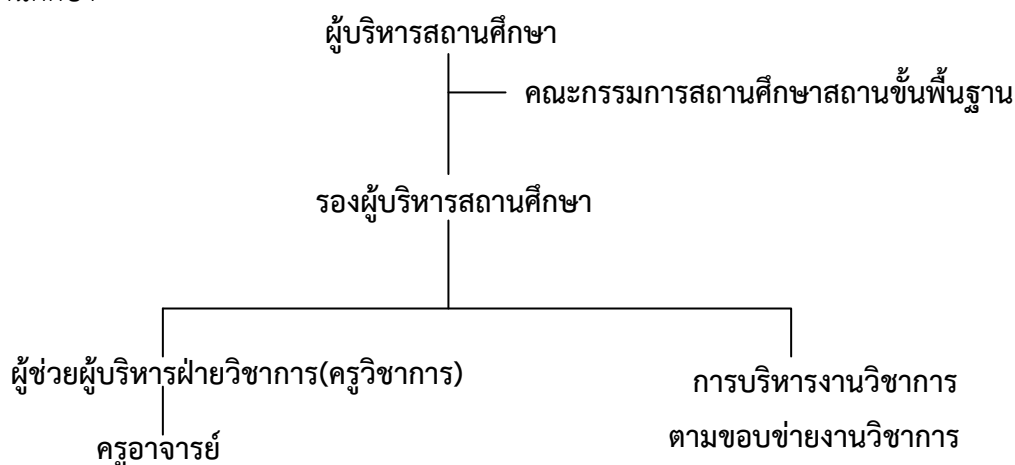 ผู้บริหารสถานศึกษา
คณะกรรมการสถานศึกษาสถานขั้นพื้นฐาน
รองผู้บริหารสถานศึกษา
ผู้ช่วยผู้บริหารฝ่ายวิชาการ(ครูวิชาการ)
การบริหารงานวิชาการ
ตามขอบข่ายงานวิชาการ
ครูอาจารย์